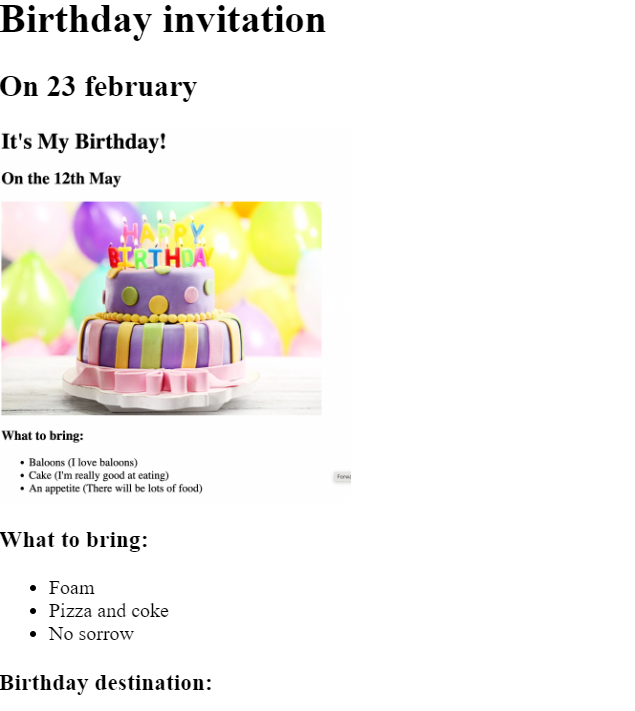 Birthday invitation
On 23 february
It's My Birthday!
On the 12th May
HAPPY
BIRTHDAY
What to bring:
• Baloons (I love baloons)
• Cake (I'm really good at eating)
• An appetite (There will be lots of food)
What to bring:
• Foam
• Pizza and coke
• No sorrow
Birthday destination: